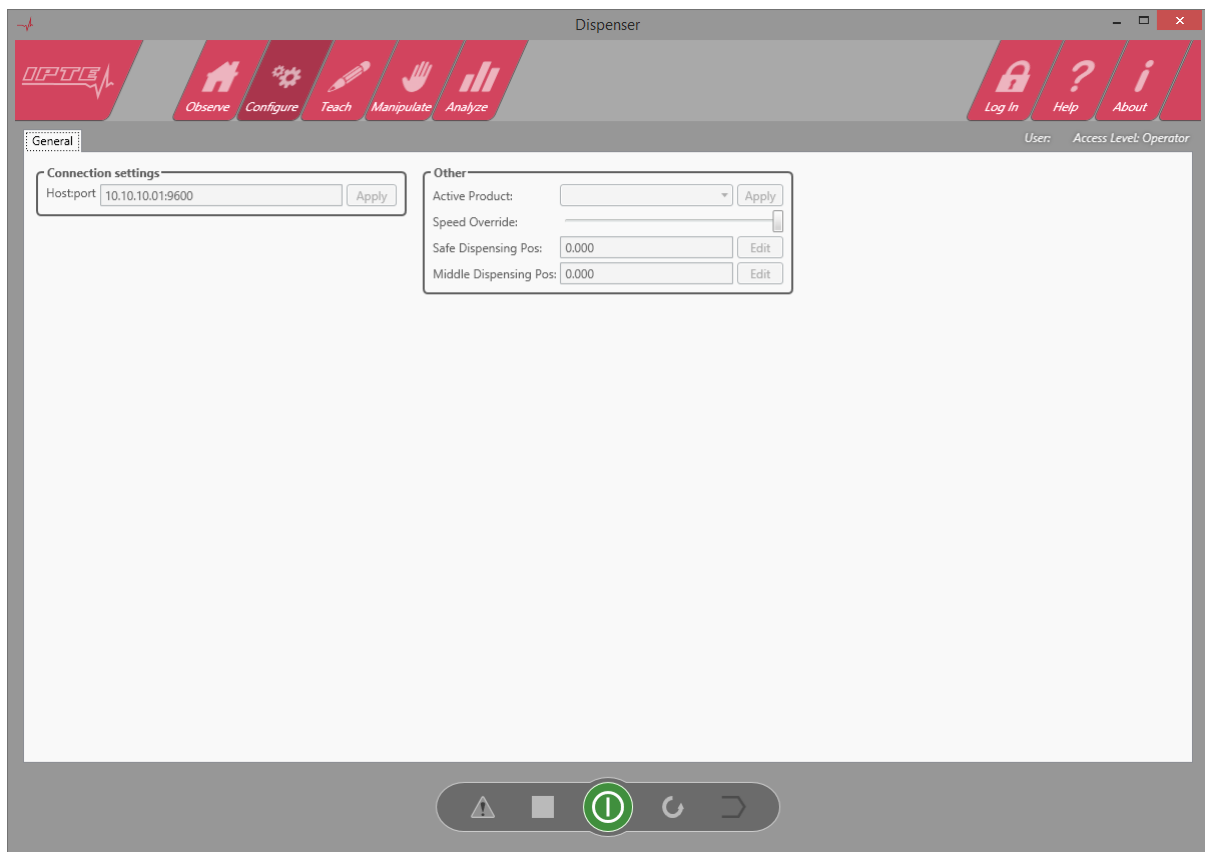 Dispenser
IPTE
Observe Configure Teach Manipulate Analyze Log In Help About
General User: Access Level: Operator
Connection settings
Host:port 10.10.10.01:9600 Apply
Other
Active Product: Apply
Speed Override:
Safe Dispensing Pos: 0.000 Edit
Middle Dispensing Pos: 0.000 Edit